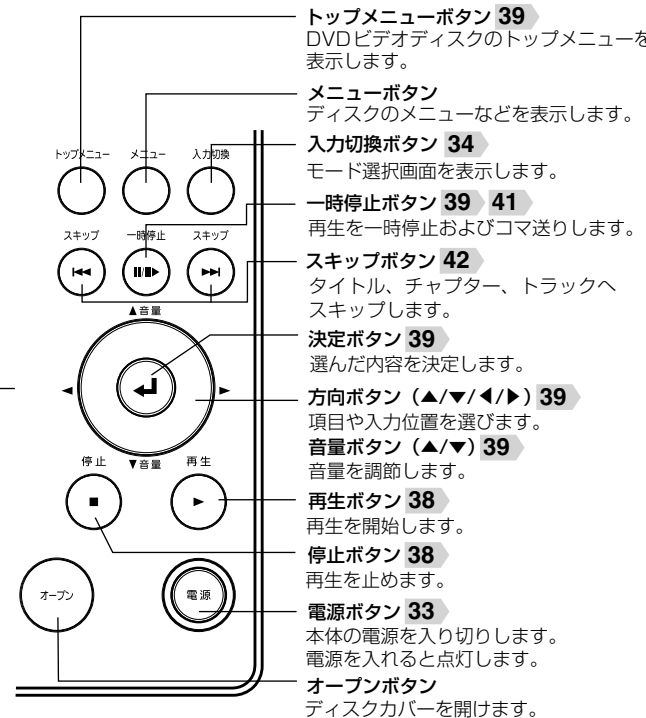 トップメニューボタン 39
DVDビデオディスクのトップメニューを
表示します。
メニューボタン
ディスクのメニューなどを表示します。
入力切換ボタン 34
モード選択画面を表示します。
一時停止ボタン 39 41
再生を一時停止およびコマ送りします。
スキップボタン 42
タイトル、チャプター、トラックへ
スキップします。
決定ボタン 39
選んだ内容を決定します。
方向ボタン（▲/▼/◀/▶）39
項目や入力位置を選びます。
音量ボタン（▲/▼）39
音量を調節します。
再生ボタン 38
再生を開始します。
停止ボタン 38
再生を止めます。
電源ボタン 33
本体の電源を入り切りします。
電源を入れると点灯します。
オープンボタン
ディスクカバーを開けます。
トップメニュー メニュー 入力切換
スキップ 一時停止 スキップ
▲音量
停止 ▼音量 再生
オープン 電源